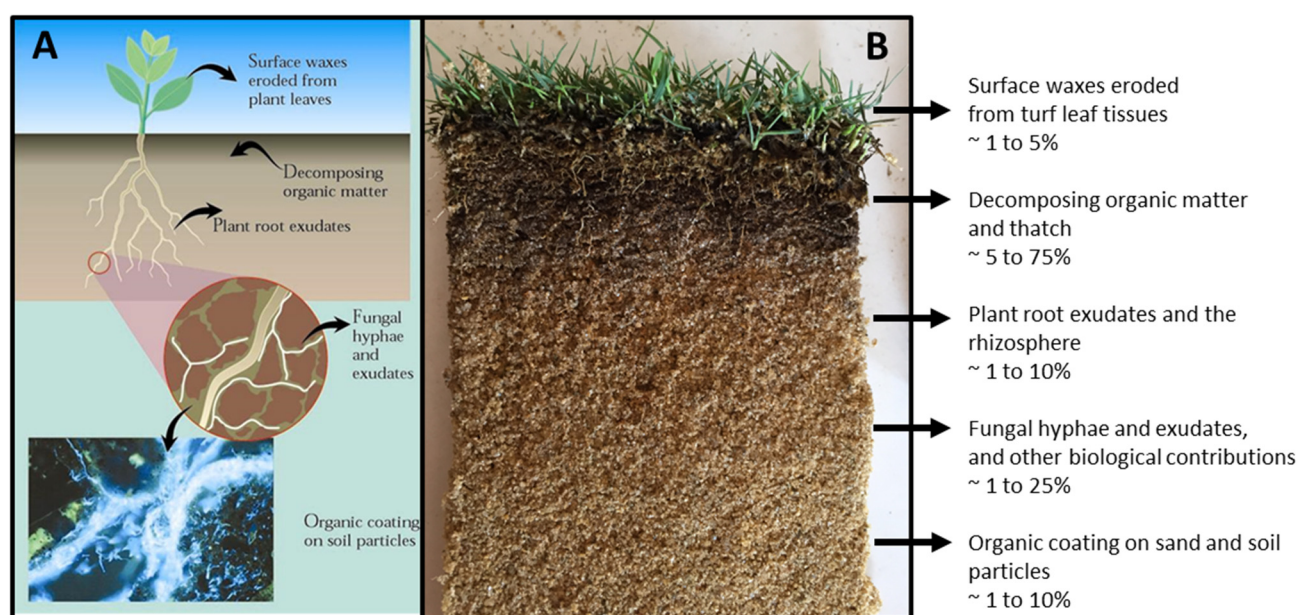 A
Surface waxes
eroded from
plant leaves
Decomposing
organic matter
Plant root exudates
Fungal
hyphae
and
exudates
Organic coating
on soil particles
B
Surface waxes eroded
from turf leaf tissues
~ 1 to 5%
Decomposing organic matter
and thatch
~ 5 to 75%
Plant root exudates and the
rhizosphere
~ 1 to 10%
Fungal hyphae and exudates,
and other biological contributions
~ 1 to 25%
Organic coating on sand and soil
particles
~ 1 to 10%